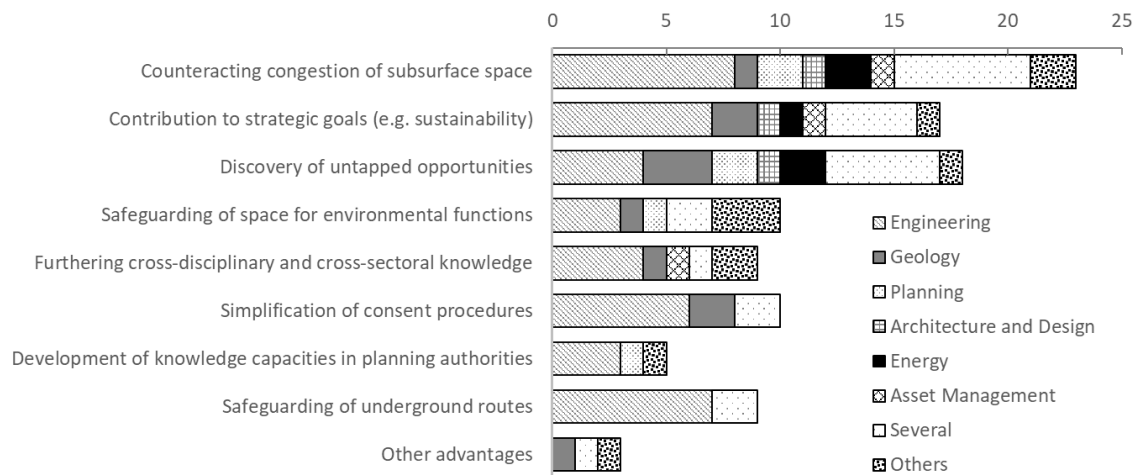 0 5 10 15 20 25
Counteracting congestion of subsurface space
Contribution to strategic goals (e.g. sustainability)
Discovery of untapped opportunities
Safeguarding of space for environmental functions
Furthering cross-disciplinary and cross-sectoral knowledge
Simplification of consent procedures
Development of knowledge capacities in planning authorities
Safeguarding of underground routes
Other advantages
Engineering
Geology
Planning
Architecture and Design
Energy
Asset Management
Several
Others